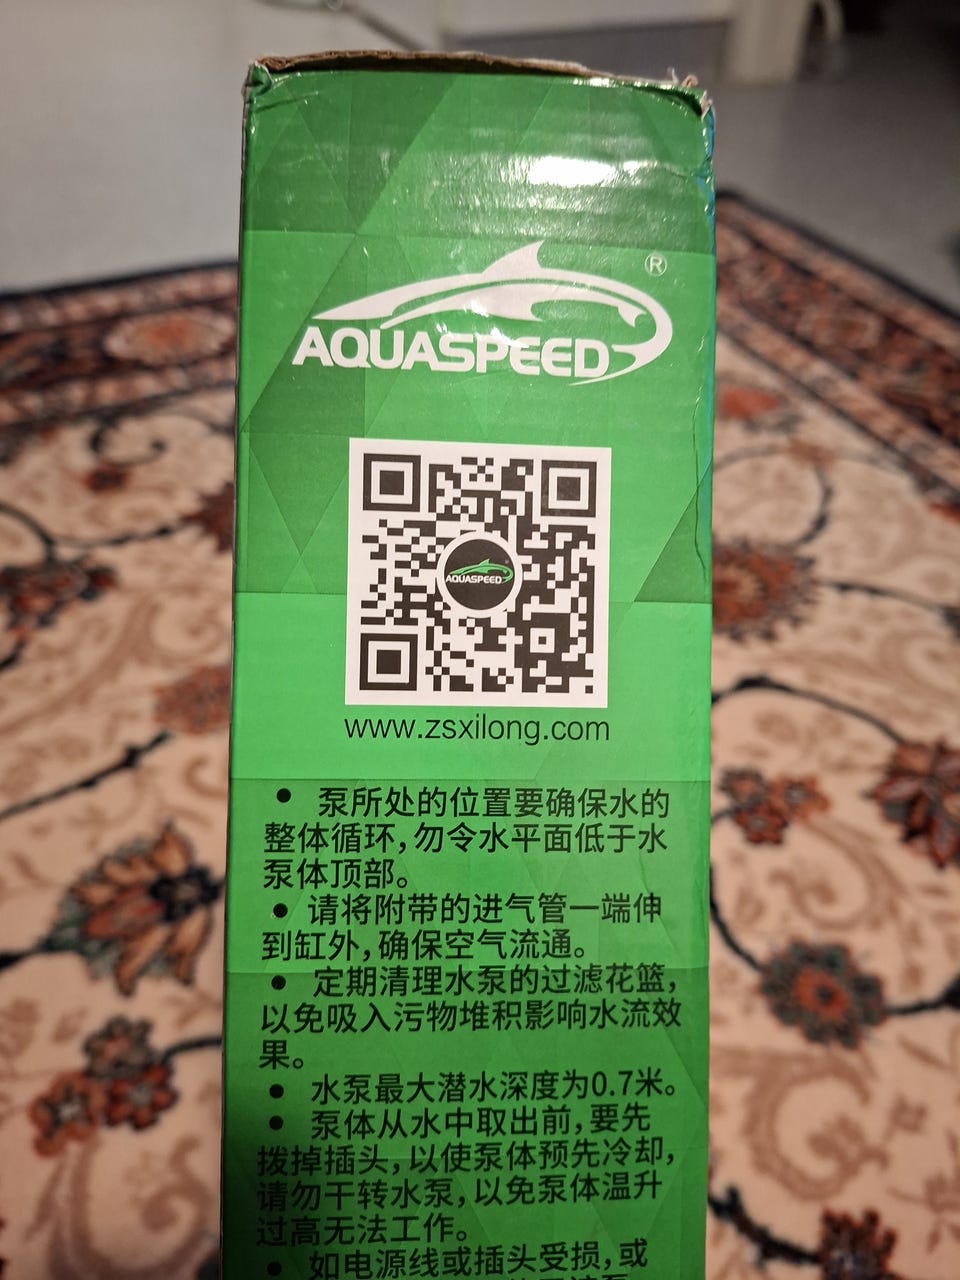 ®
AQUASPEED
AQUASPEED
www.zsxilong.com
● 泵所处的位置要确保水的
整体循环,勿令水平面低于水
泵体顶部。
● 请将附带的进气管一端伸
到缸外,确保空气流通。
● 定期清理水泵的过滤花篮,
以免吸入污物堆积影响水流效
果。
● 水泵最大潜水深度为0.7米。
● 泵体从水中取出前,要先
拨掉插头,以使泵体预先冷却,
请勿干转水泵,以免泵体温升
过高无法工作。
● 如电源线或插头受损,或